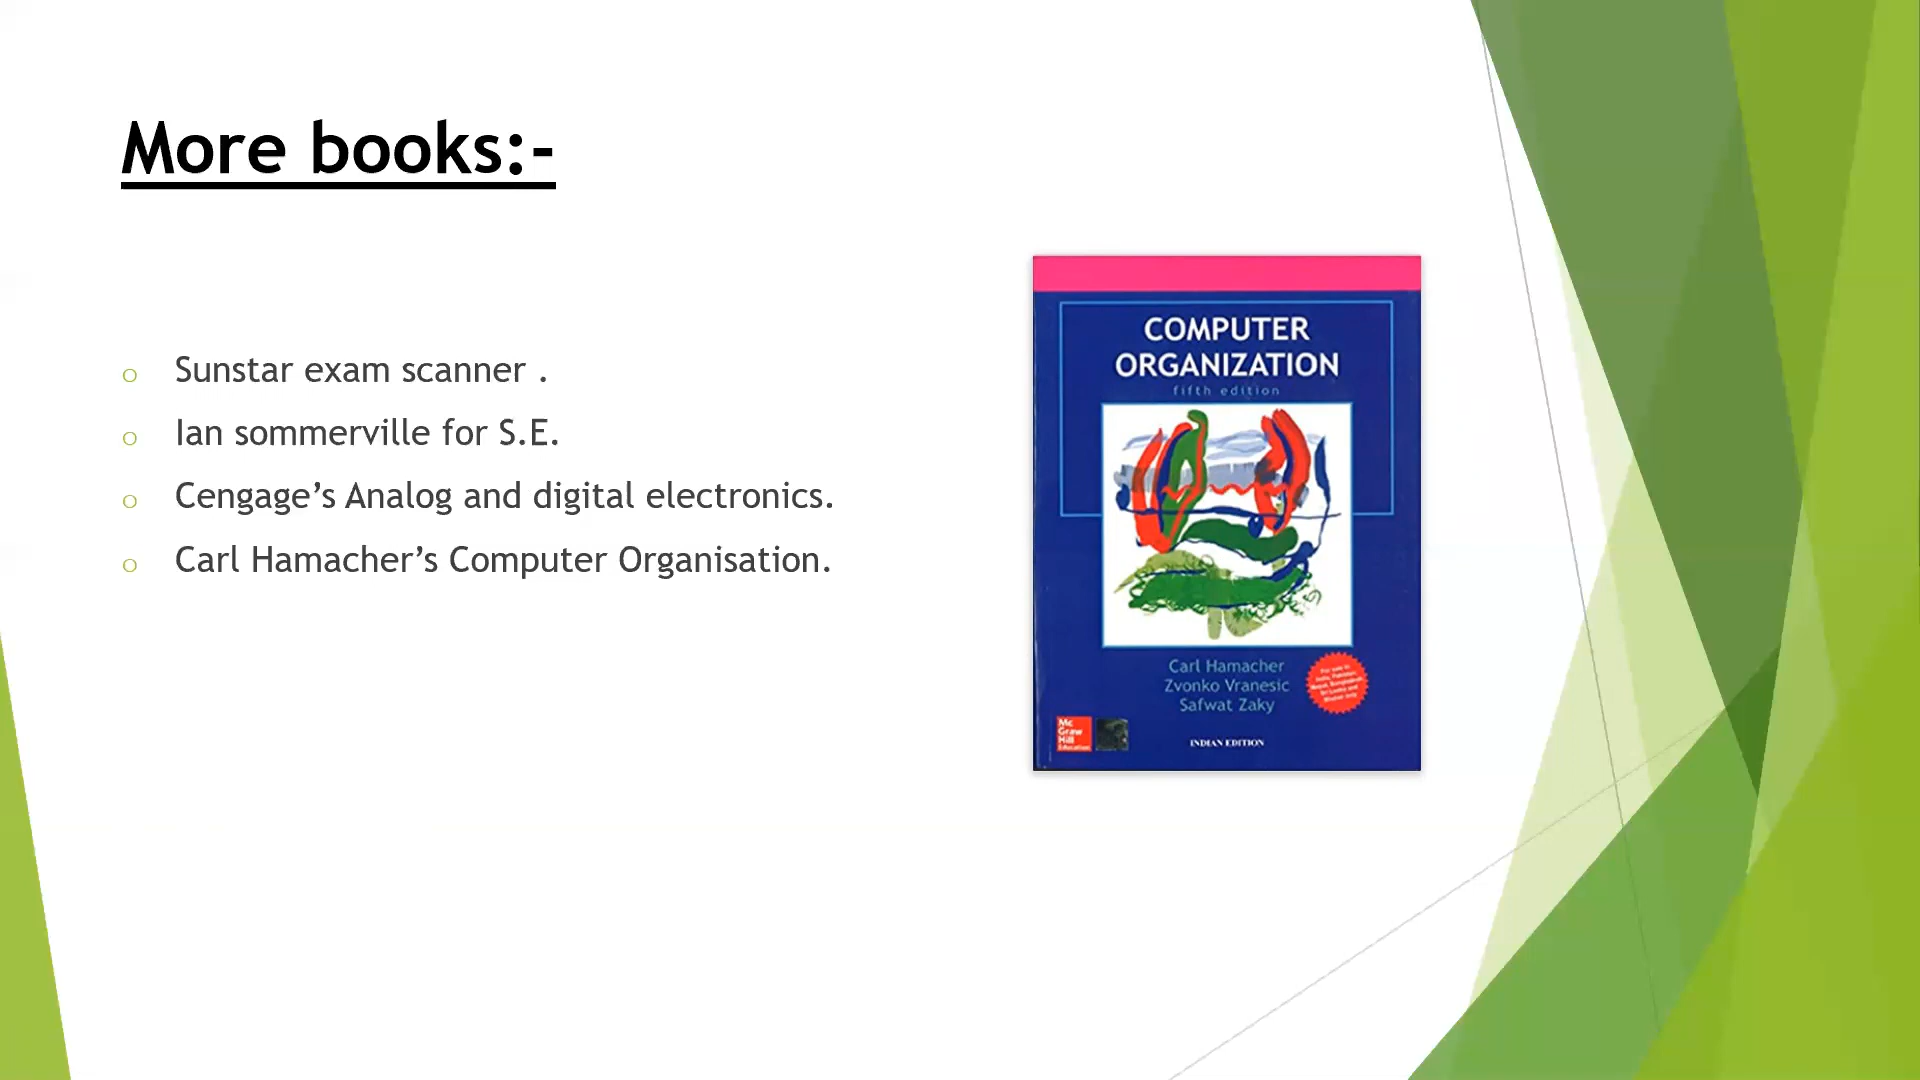 More books:-
o Sunstar exam scanner .
o Ian sommerville for S.E.
o Cengage’s Analog and digital electronics.
o Carl Hamacher’s Computer Organisation.
COMPUTER
ORGANIZATION
fifth edition
Carl Hamacher
Zvonko Vranesic
Safwat Zaky
Mc
Graw
Hill
Education
INDIAN EDITION